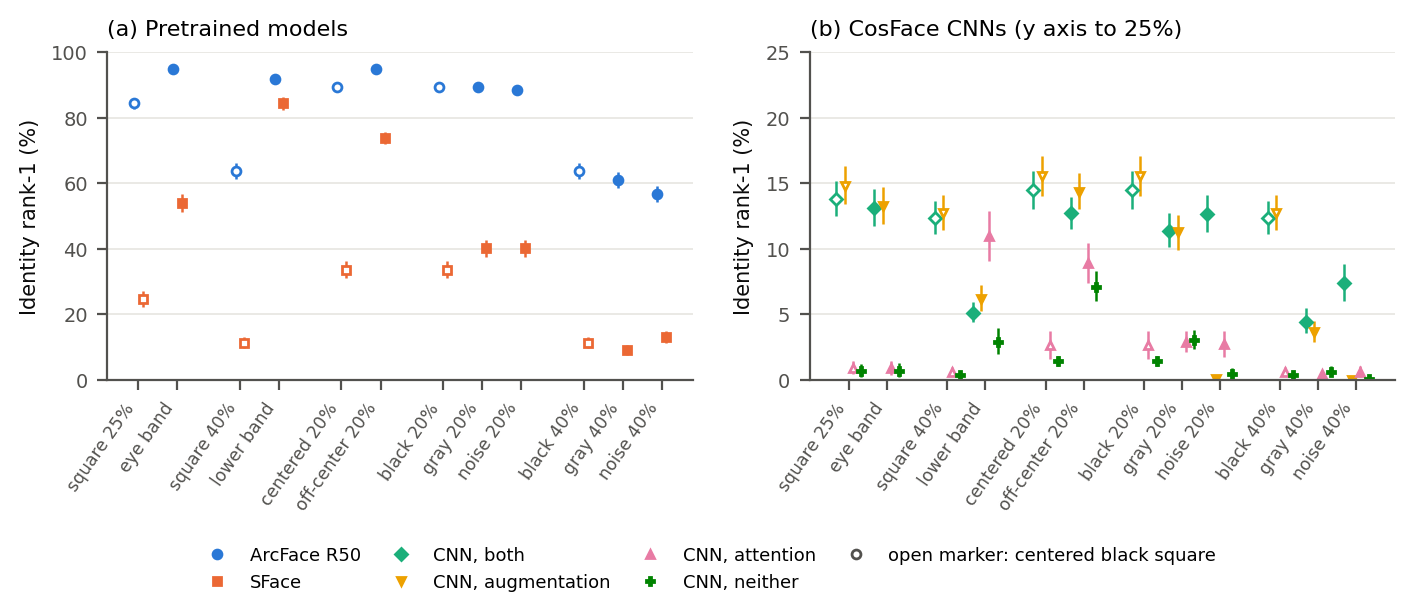 (a) Pretrained models
Identity rank-1 (%)
100
80
60
40
20
0
square 25%
eye band
square 40%
lower band
centered 20%
off-center 20%
black 20%
gray 20%
noise 20%
black 40%
gray 40%
noise 40%
(b) CosFace CNNs (y axis to 25%)
Identity rank-1 (%)
25
20
15
10
5
0
square 25%
eye band
square 40%
lower band
centered 20%
off-center 20%
black 20%
gray 20%
noise 20%
black 40%
gray 40%
noise 40%
ArcFace R50
SFace
CNN, both
CNN, augmentation
CNN, attention
CNN, neither
open marker: centered black square